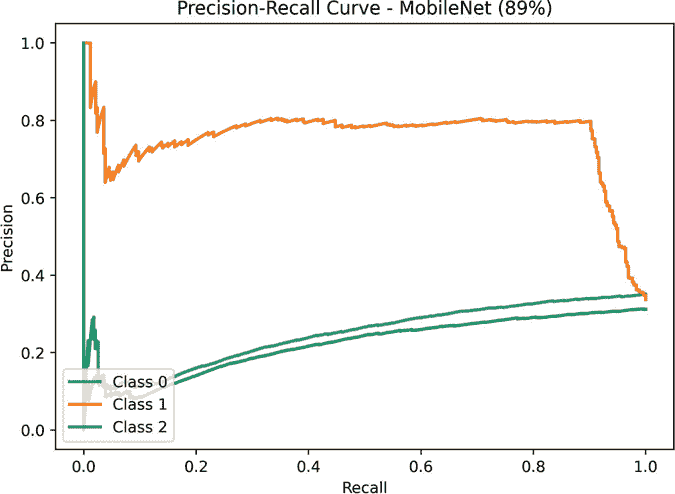 Precision-Recall Curve - MobileNet (89%)
1.0
0.8
0.6
0.4
0.2
0.0
Precision
Class 0
Class 1
Class 2
0.0 0.2 0.4 0.6 0.8 1.0
Recall